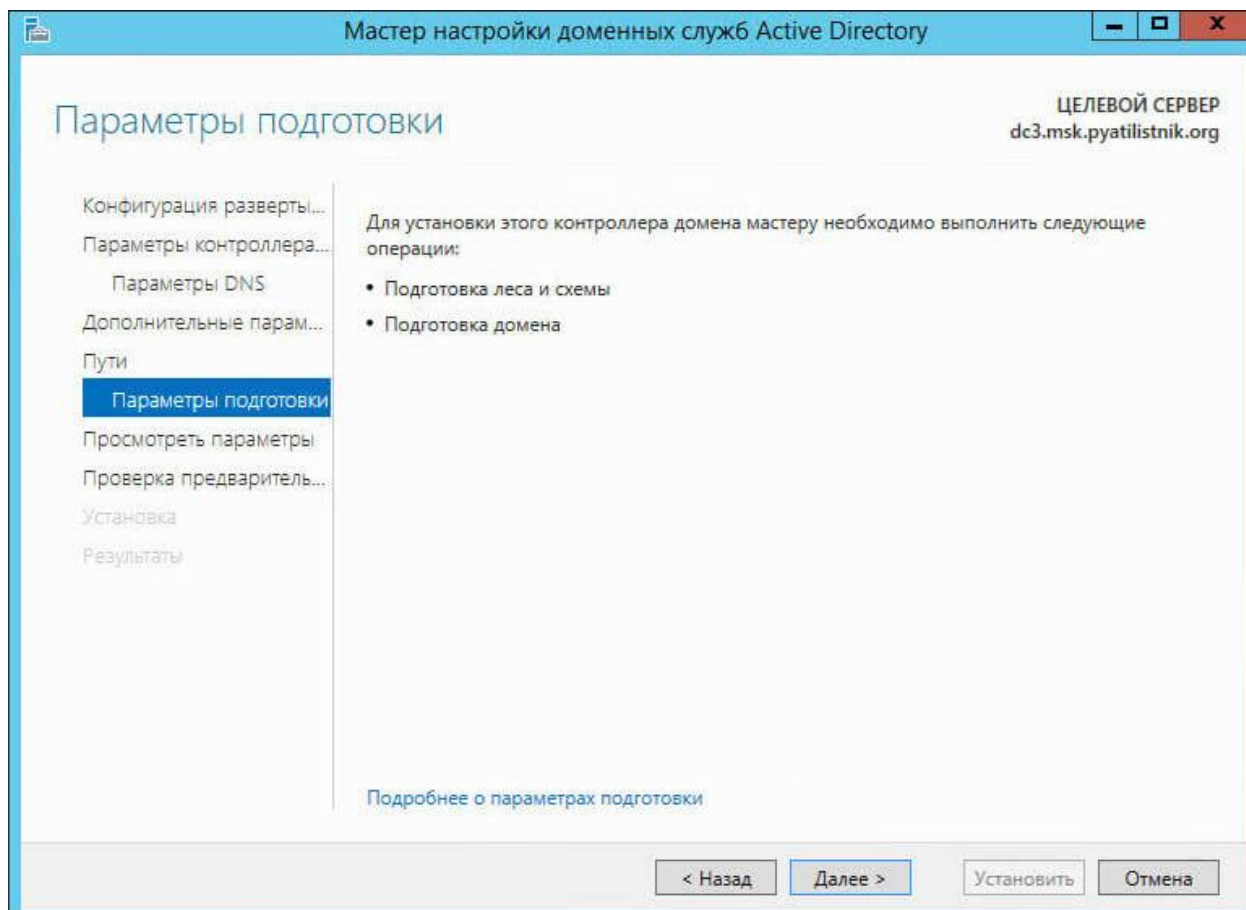 Мастер настройки доменных служб Active Directory
Параметры подготовки
ЦЕЛЕВОЙ СЕРВЕР
dc3.msk.pyatilistnik.org
Конфигурация разверты...
Параметры контроллера...
Параметры DNS
Дополнительные парам...
Пути
Параметры подготовки
Просмотреть параметры
Проверка предваритель...
Установка
Результаты
Для установки этого контроллера домена мастеру необходимо выполнить следующие
операции:
• Подготовка леса и схемы
• Подготовка домена
Подробнее о параметрах подготовки
< Назад
Далее >
Установить
Отмена